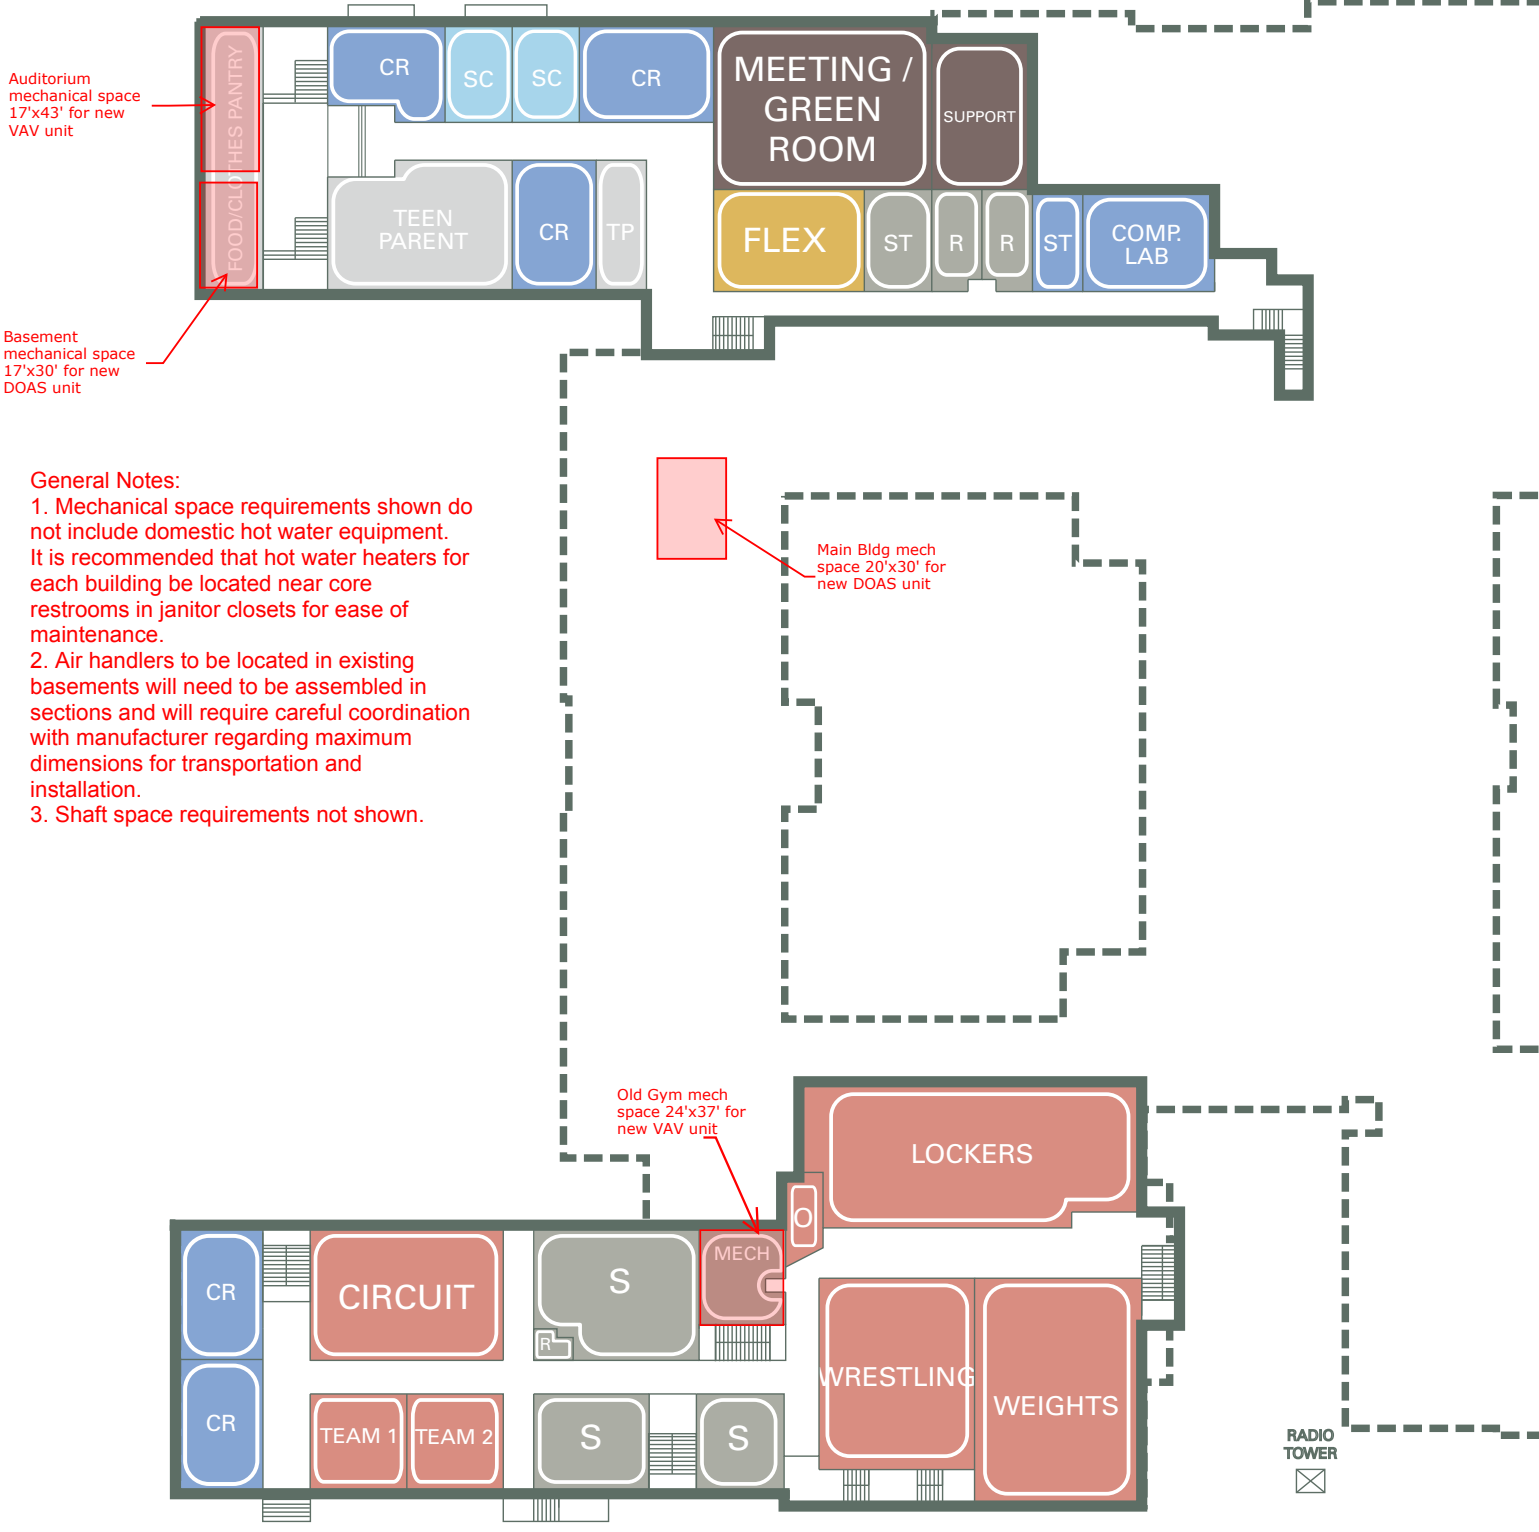 Auditorium
mechanical space
17'x43' for new
VAV unit
FOOD/CLOTHES PANTRY
CR
SC
SC
CR
MEETING /
GREEN
ROOM
SUPPORT
TEEN
PARENT
CR
TP
FLEX
ST
R
R
ST
COMP.
LAB
Basement
mechanical space
17'x30' for new
DOAS unit
General Notes:
1. Mechanical space requirements shown do
not include domestic hot water equipment.
It is recommended that hot water heaters for
each building be located near core
restrooms in janitor closets for ease of
maintenance.
2. Air handlers to be located in existing
basements will need to be assembled in
sections and will require careful coordination
with manufacturer regarding maximum
dimensions for transportation and
installation.
3. Shaft space requirements not shown.
Main Bldg mech
space 20'x30' for
new DOAS unit
Old Gym mech
space 24'x37' for
new VAV unit
LOCKERS
O
MECH
CR
CIRCUIT
S
R
WRESTLING
WEIGHTS
CR
TEAM 1
TEAM 2
S
S
RADIO
TOWER